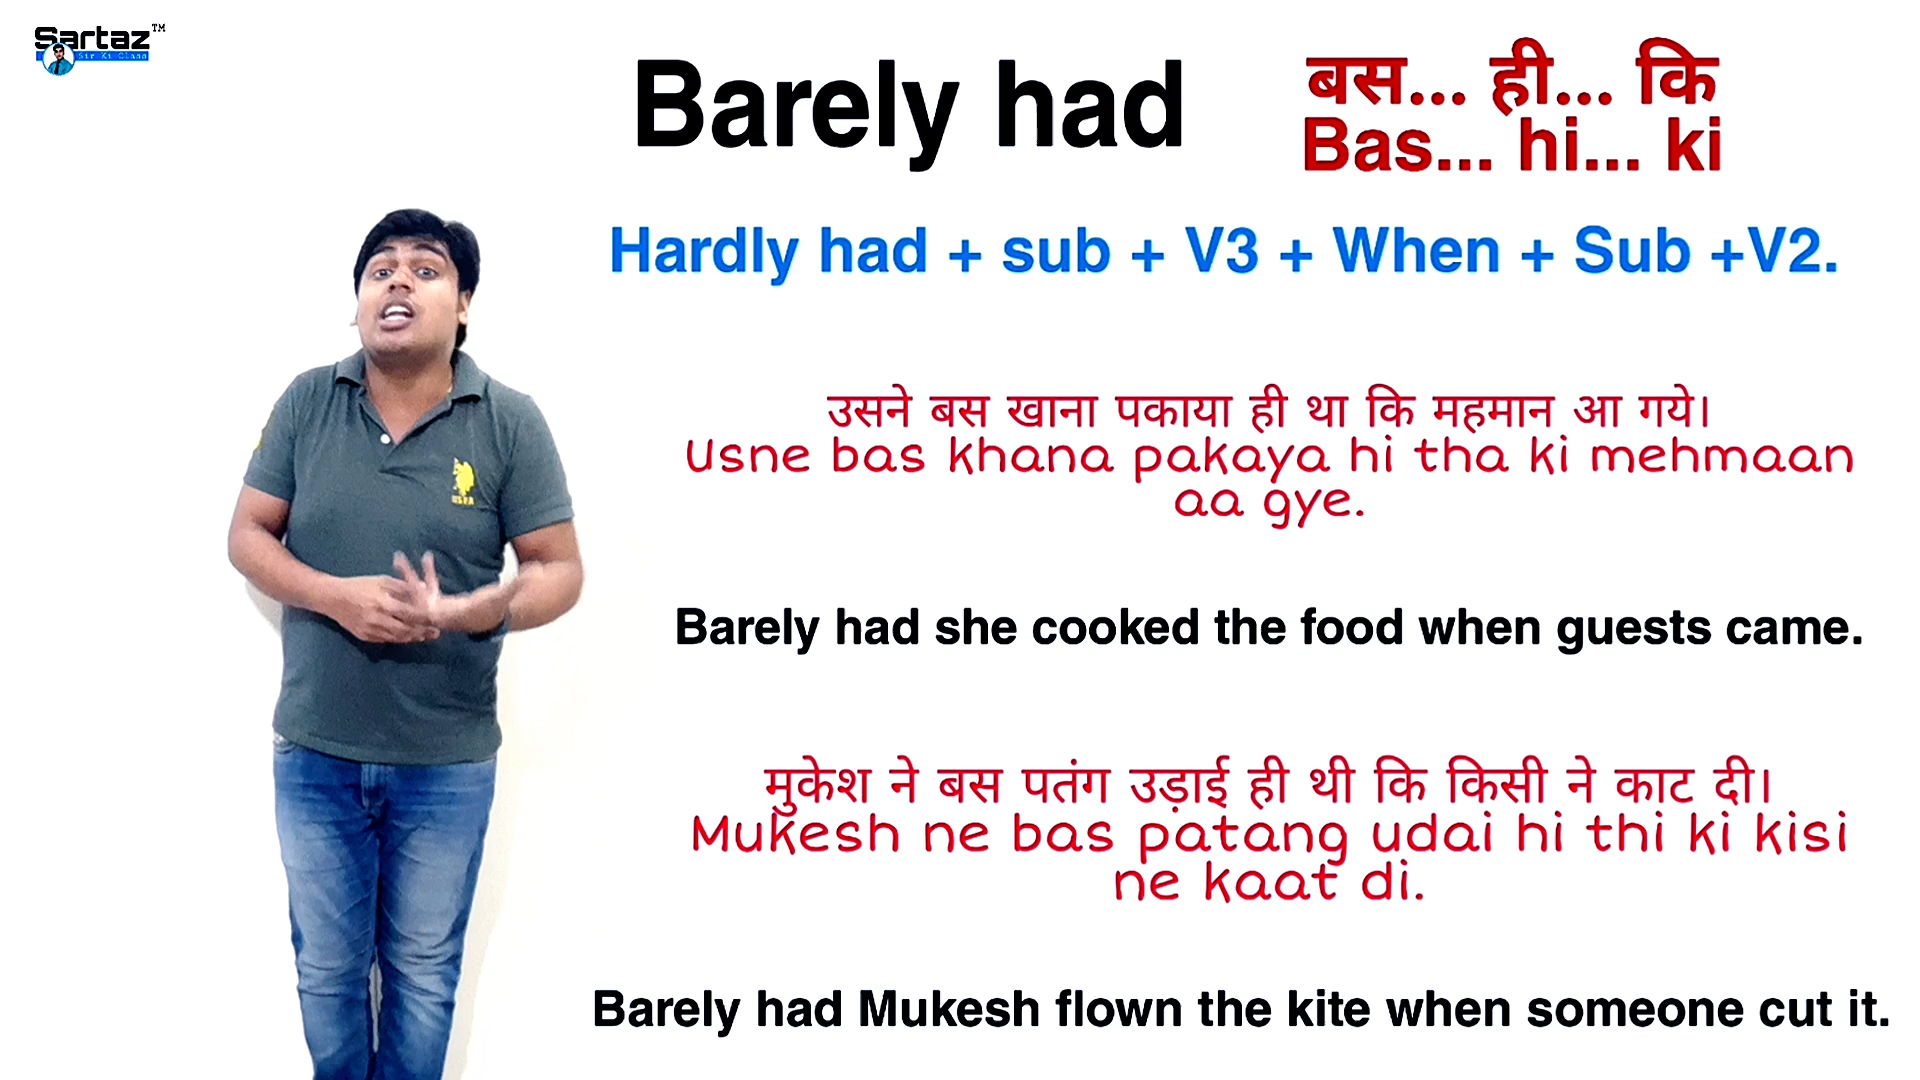 Sartaz™
Sir Ki Class
Barely had
बस... ही... कि
Bas... hi... ki
Hardly had + sub + V3 + When + Sub +V2.
उसने बस खाना पकाया ही था कि महमान आ गये।
Usne bas khana pakaya hi tha ki mehmaan
aa gye.
USPA
Barely had she cooked the food when guests came.
मुकेश ने बस पतंग उड़ाई ही थी कि किसी ने काट दी।
Mukesh ne bas patang udai hi thi ki kisi
ne kaat di.
Barely had Mukesh flown the kite when someone cut it.